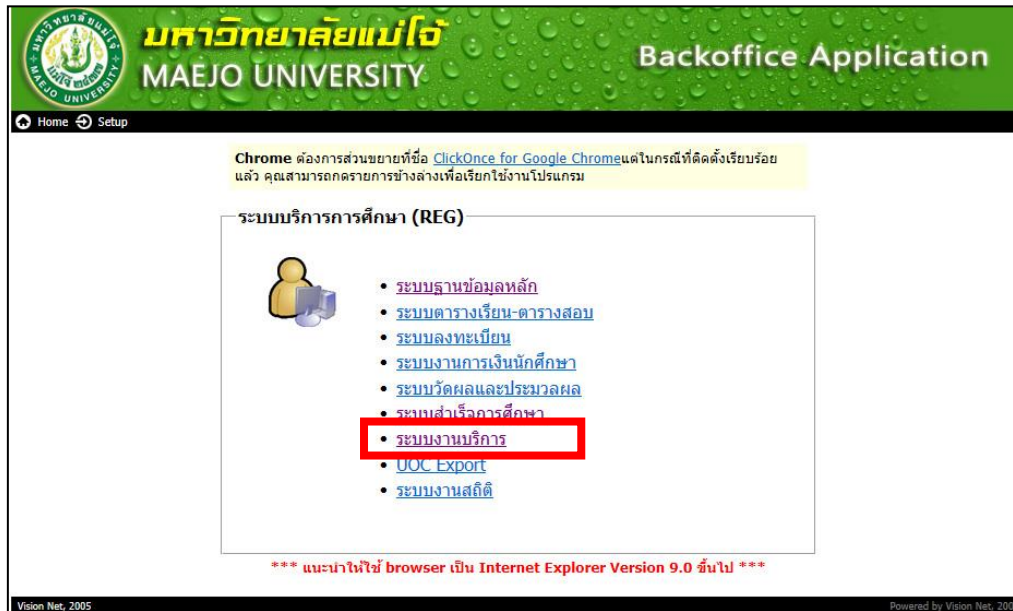 มหาวิทยาลัยแม่โจ้
MAEJO UNIVERSITY
Backoffice Application
Home Setup
Chrome ต้องการส่วนขยายที่ชื่อ ClickOnce for Google Chromeแต่ในกรณีที่ติดตั้งเรียบร้อย
แล้ว คุณสามารถกดรายการข้างล่างเพื่อเรียกใช้งานโปรแกรม
ระบบบริการการศึกษา (REG)
• ระบบฐานข้อมูลหลัก
• ระบบตารางเรียน-ตารางสอบ
• ระบบลงทะเบียน
• ระบบงานการเงินนักศึกษา
• ระบบวัดผลและประมวลผล
• ระบบสำเร็จการศึกษา
• ระบบงานบริการ
• UOC Export
• ระบบงานสถิติ
*** แนะนำให้ใช้ browser เป็น Internet Explorer Version 9.0 ขึ้นไป ***
Vision Net, 2005
Powered by Vision Net, 200